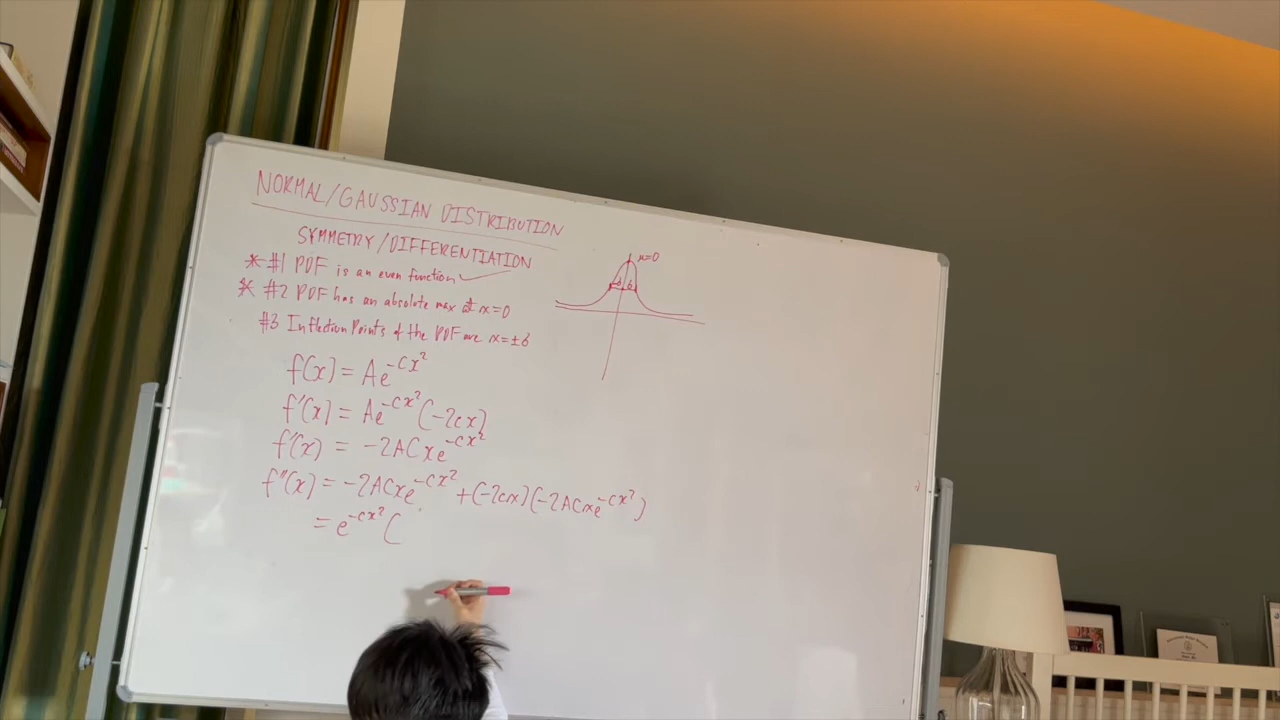 NORMAL/GAUSSIAN DISTRIBUTION
SYMMETRY/DIFFERENTIATION
* #1 PDF is an even function ✓
* #2 PDF has an absolute max at x=0
#3 Inflection Points of the PDF are x=±6
x=0
6 6
f(x) = Ae^{-Cx²}
f'(x) = Ae^{-Cx²}(-2Cx)
f'(x) = -2ACxe^{-Cx²}
f''(x) = -2ACxe^{-Cx²} + (-2Cx)(-2ACxe^{-Cx²})
= e^{-Cx²} (